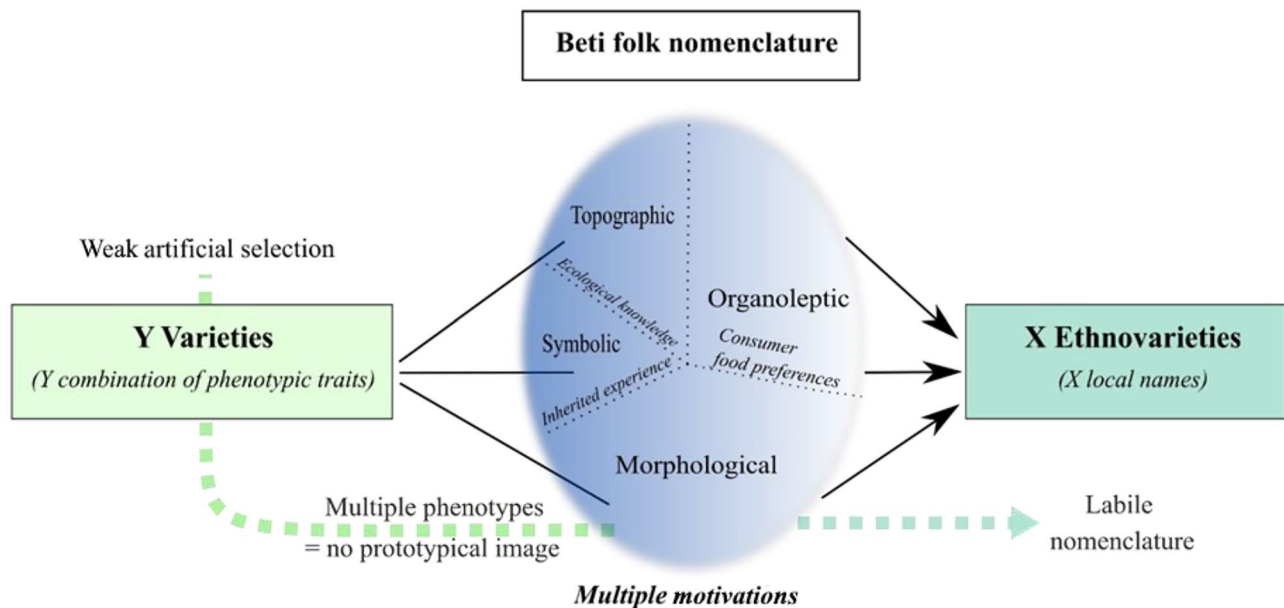 Beti folk nomenclature
Weak artificial selection
Y Varieties
(Y combination of phenotypic traits)
Topographic
Ecological knowledge
Symbolic
Inherited experience
Organoleptic
Consumer
food preferences
Morphological
X Ethnovarieties
(X local names)
Multiple phenotypes
= no prototypical image
Labile
nomenclature
Multiple motivations